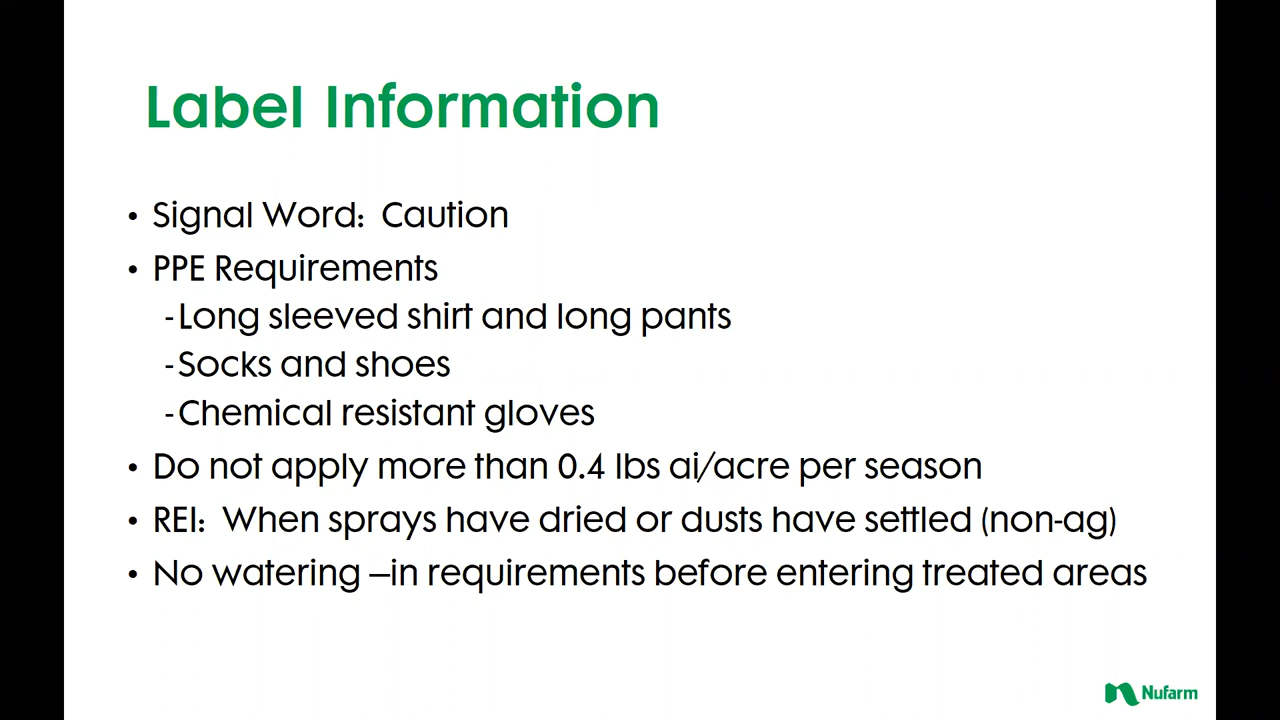 Label Information
• Signal Word: Caution
• PPE Requirements
-Long sleeved shirt and long pants
-Socks and shoes
-Chemical resistant gloves
• Do not apply more than 0.4 lbs ai/acre per season
• REI: When sprays have dried or dusts have settled (non-ag)
• No watering –in requirements before entering treated areas
Nufarm